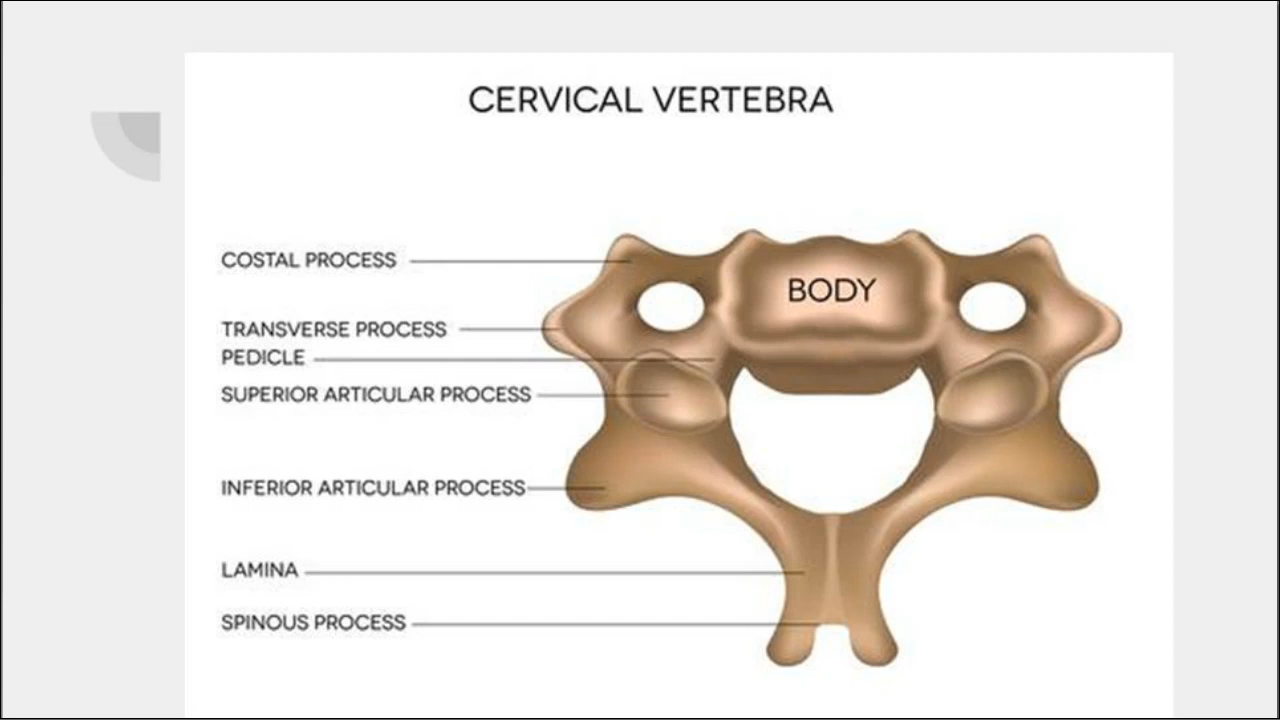 CERVICAL VERTEBRA
COSTAL PROCESS
BODY
TRANSVERSE PROCESS
PEDICLE
SUPERIOR ARTICULAR PROCESS
INFERIOR ARTICULAR PROCESS
LAMINA
SPINOUS PROCESS